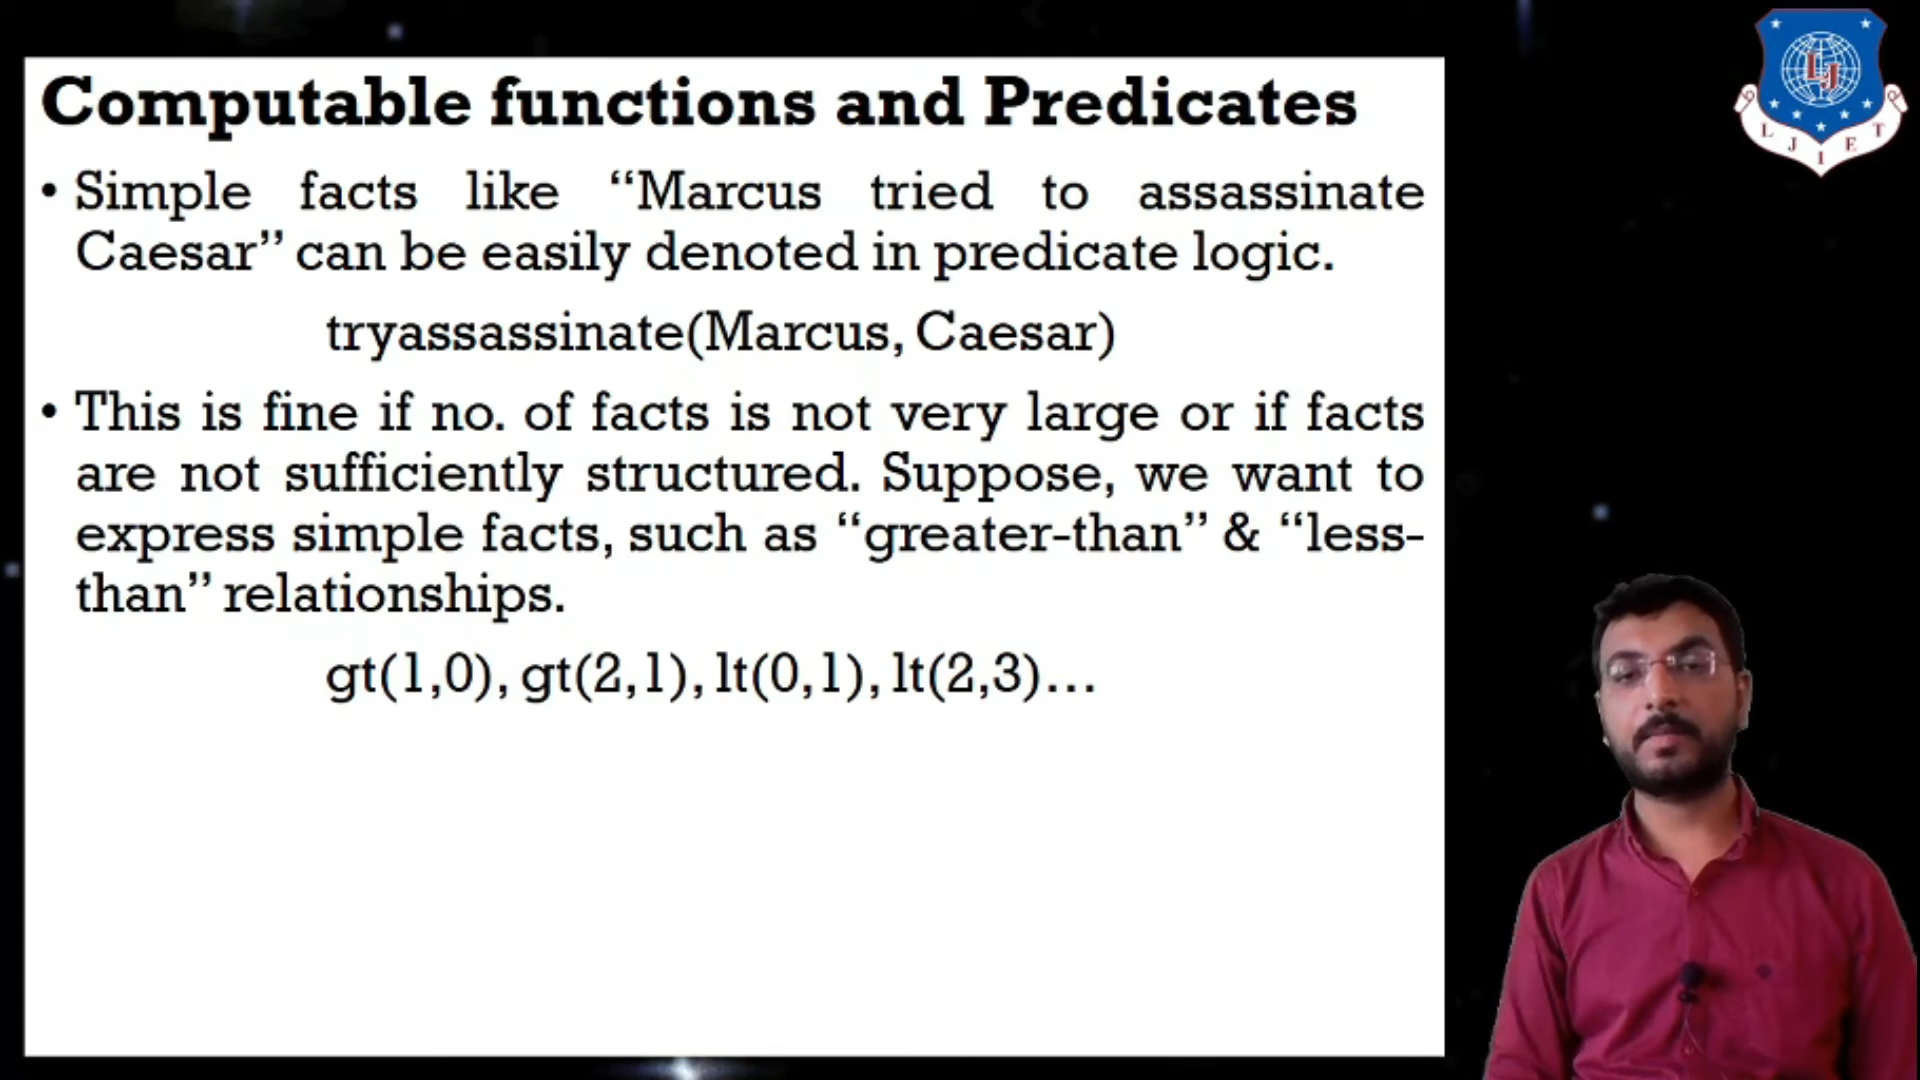 Computable functions and Predicates
• Simple facts like “Marcus tried to assassinate
Caesar” can be easily denoted in predicate logic.
tryassassinate(Marcus, Caesar)
• This is fine if no. of facts is not very large or if facts
are not sufficiently structured. Suppose, we want to
express simple facts, such as “greater-than” & “less-
than” relationships.
gt(1,0), gt(2,1), lt(0,1), lt(2,3)...
LJ
L J I E T